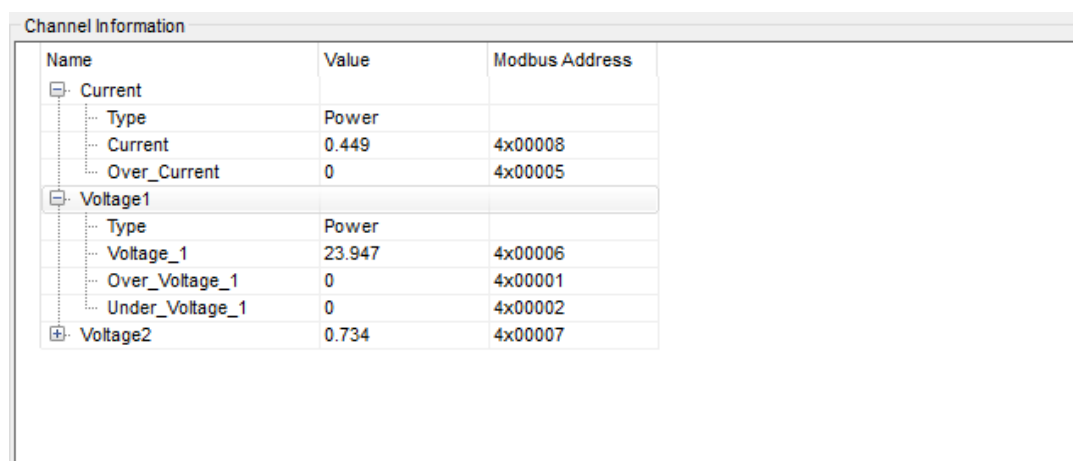 Channel Information
Name Value Modbus Address
Current
Type Power
Current 0.449 4x00008
Over_Current 0 4x00005
Voltage1
Type Power
Voltage_1 23.947 4x00006
Over_Voltage_1 0 4x00001
Under_Voltage_1 0 4x00002
Voltage2 0.734 4x00007